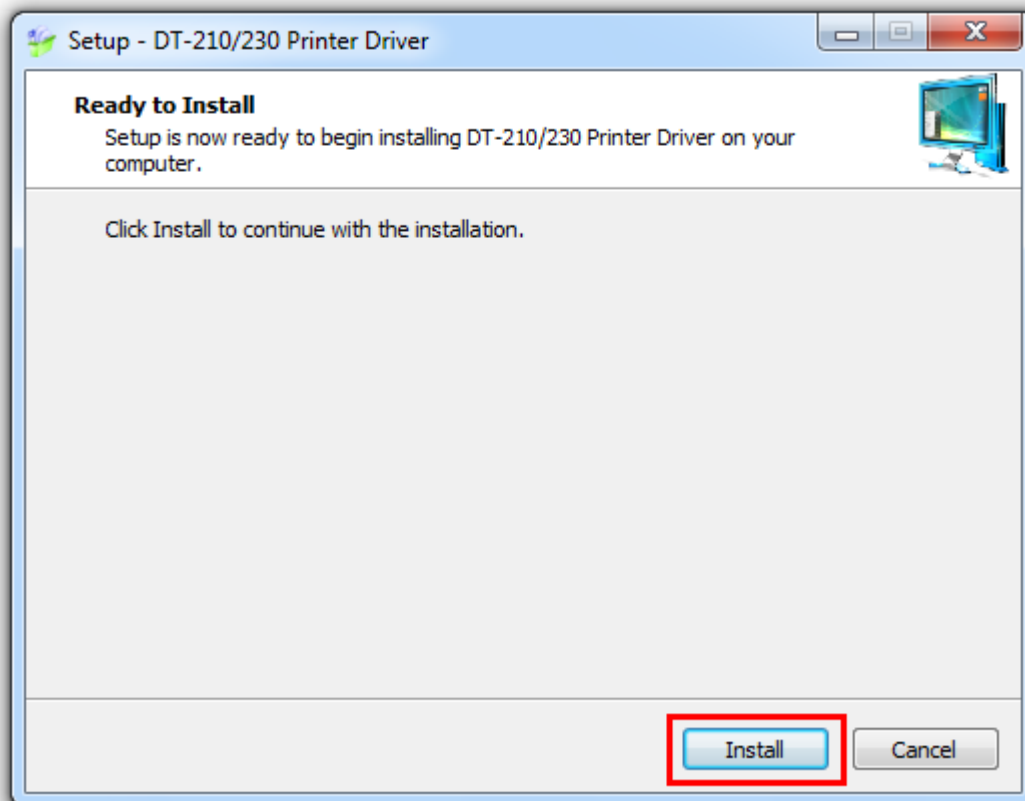 Setup - DT-210/230 Printer Driver
Ready to Install
Setup is now ready to begin installing DT-210/230 Printer Driver on your
computer.
Click Install to continue with the installation.
Install
Cancel